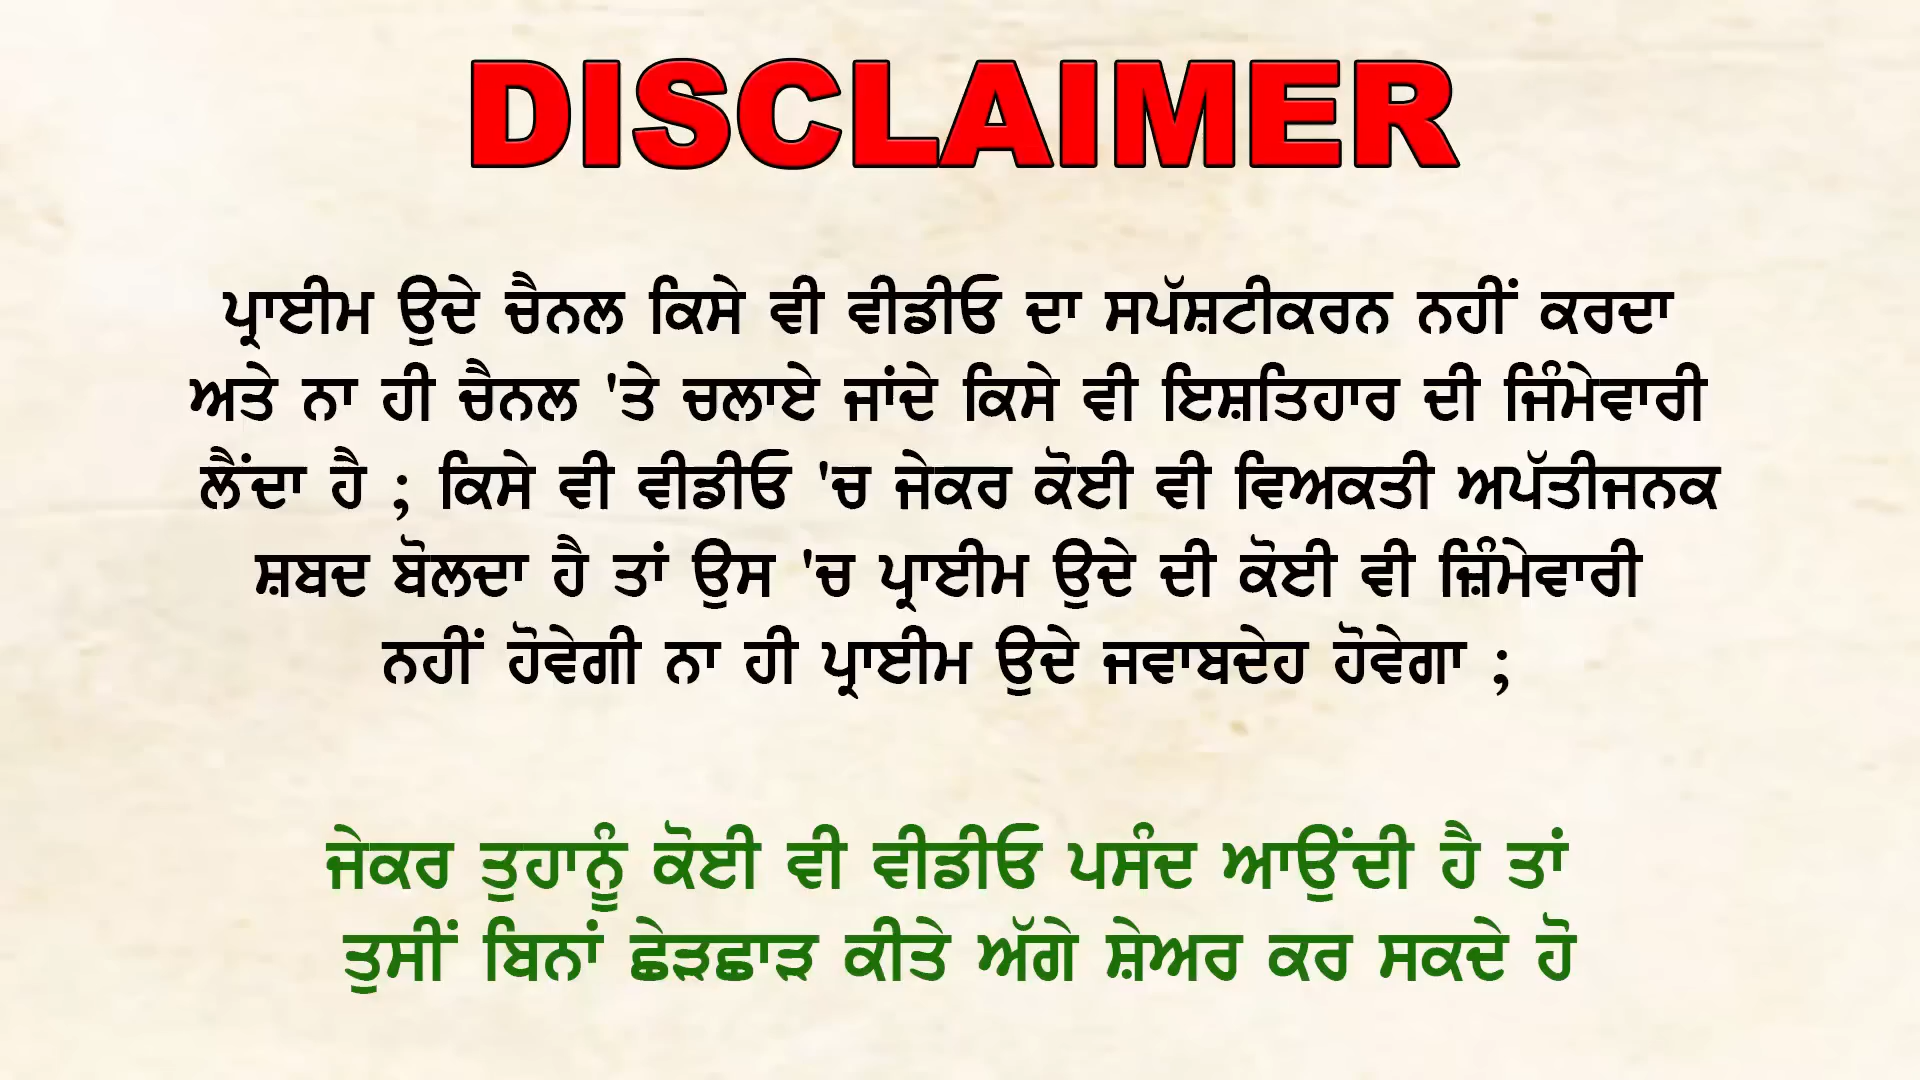 DISCLAIMER
ਪ੍ਰਾਈਮ ਉਦੇ ਚੈਨਲ ਕਿਸੇ ਵੀ ਵੀਡੀਓ ਦਾ ਸਪੱਸ਼ਟੀਕਰਨ ਨਹੀਂ ਕਰਦਾ
ਅਤੇ ਨਾ ਹੀ ਚੈਨਲ 'ਤੇ ਚਲਾਏ ਜਾਂਦੇ ਕਿਸੇ ਵੀ ਇਸ਼ਤਿਹਾਰ ਦੀ ਜਿੰਮੇਵਾਰੀ
ਲੈਂਦਾ ਹੈ ; ਕਿਸੇ ਵੀ ਵੀਡੀਓ 'ਚ ਜੇਕਰ ਕੋਈ ਵੀ ਵਿਅਕਤੀ ਅਪੱਤੀਜਨਕ
ਸ਼ਬਦ ਬੋਲਦਾ ਹੈ ਤਾਂ ਉਸ 'ਚ ਪ੍ਰਾਈਮ ਉਦੇ ਦੀ ਕੋਈ ਵੀ ਜ਼ਿੰਮੇਵਾਰੀ
ਨਹੀਂ ਹੋਵੇਗੀ ਨਾ ਹੀ ਪ੍ਰਾਈਮ ਉਦੇ ਜਵਾਬਦੇਹ ਹੋਵੇਗਾ ;
ਜੇਕਰ ਤੁਹਾਨੂੰ ਕੋਈ ਵੀ ਵੀਡੀਓ ਪਸੰਦ ਆਉਂਦੀ ਹੈ ਤਾਂ
ਤੁਸੀਂ ਬਿਨਾਂ ਛੇੜਛਾੜ ਕੀਤੇ ਅੱਗੇ ਸ਼ੇਅਰ ਕਰ ਸਕਦੇ ਹੋ